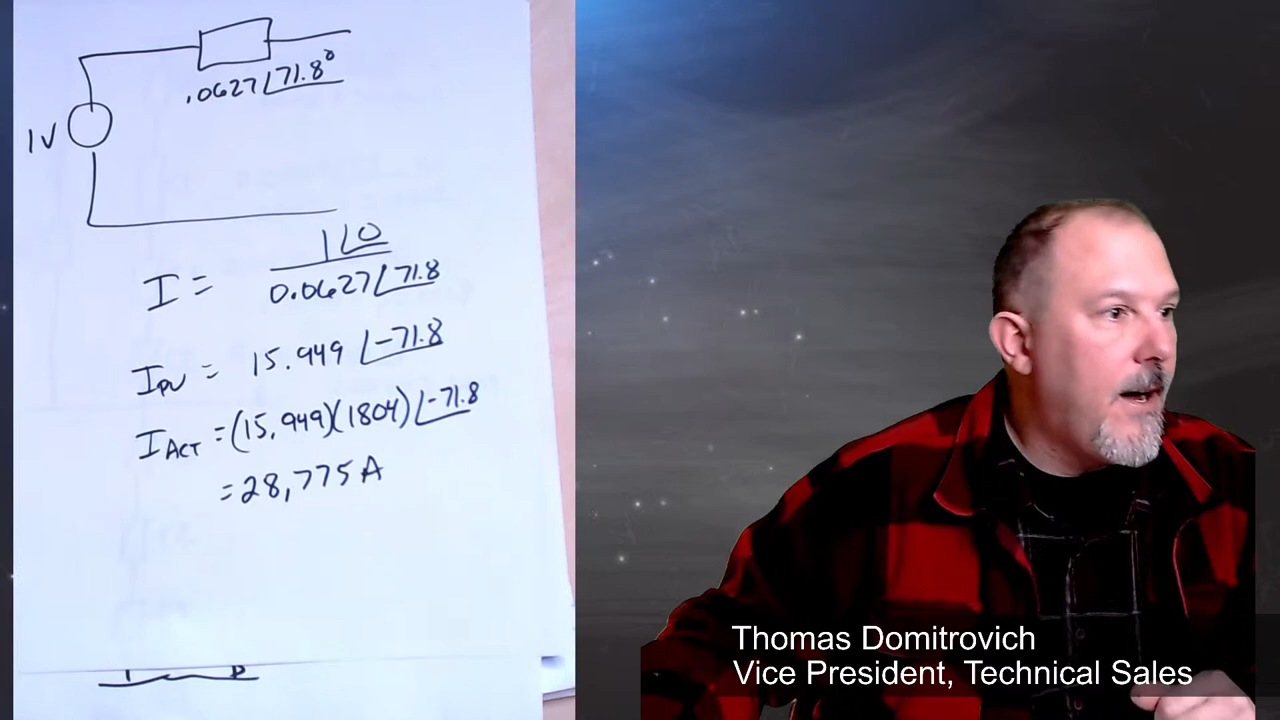 1V
.0627∠71.8°
I = 1∠0 / 0.0627∠71.8
Ipu = 15.949 ∠-71.8
IACT = (15.949)(1804)∠-71.8
= 28,775A
Thomas Domitrovich
Vice President, Technical Sales